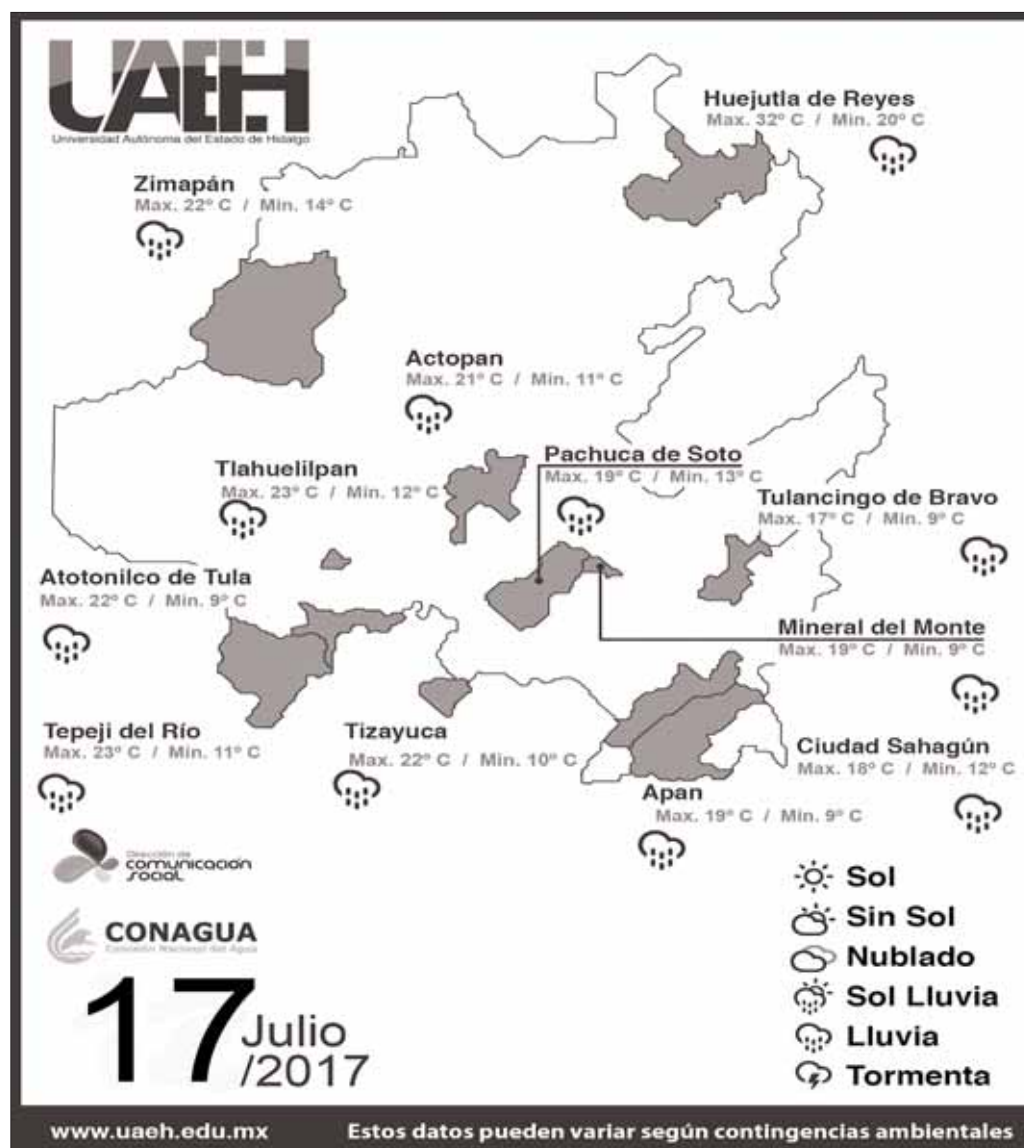 UAEH
Universidad Autónoma del Estado de Hidalgo
Huejutla de Reyes
Max. 32º C / Min. 20º C
Zimapán
Max. 22º C / Min. 14º C
Actopan
Max. 21º C / Min. 11º C
Pachuca de Soto
Max. 19º C / Min. 13º C
Tlahuelilpan
Max. 23º C / Min. 12º C
Tulancingo de Bravo
Max. 17º C / Min. 9º C
Atotonilco de Tula
Max. 22º C / Min. 9º C
Mineral del Monte
Max. 19º C / Min. 9º C
Tepeji del Río
Max. 23º C / Min. 11º C
Tizayuca
Max. 22º C / Min. 10º C
Ciudad Sahagún
Max. 18º C / Min. 12º C
Apan
Max. 19º C / Min. 9º C
Dirección de
comunicación
social
CONAGUA
Comisión Nacional del Agua
17 Julio
/2017
Sol
Sin Sol
Nublado
Sol Lluvia
Lluvia
Tormenta
www.uaeh.edu.mx Estos datos pueden variar según contingencias ambientales